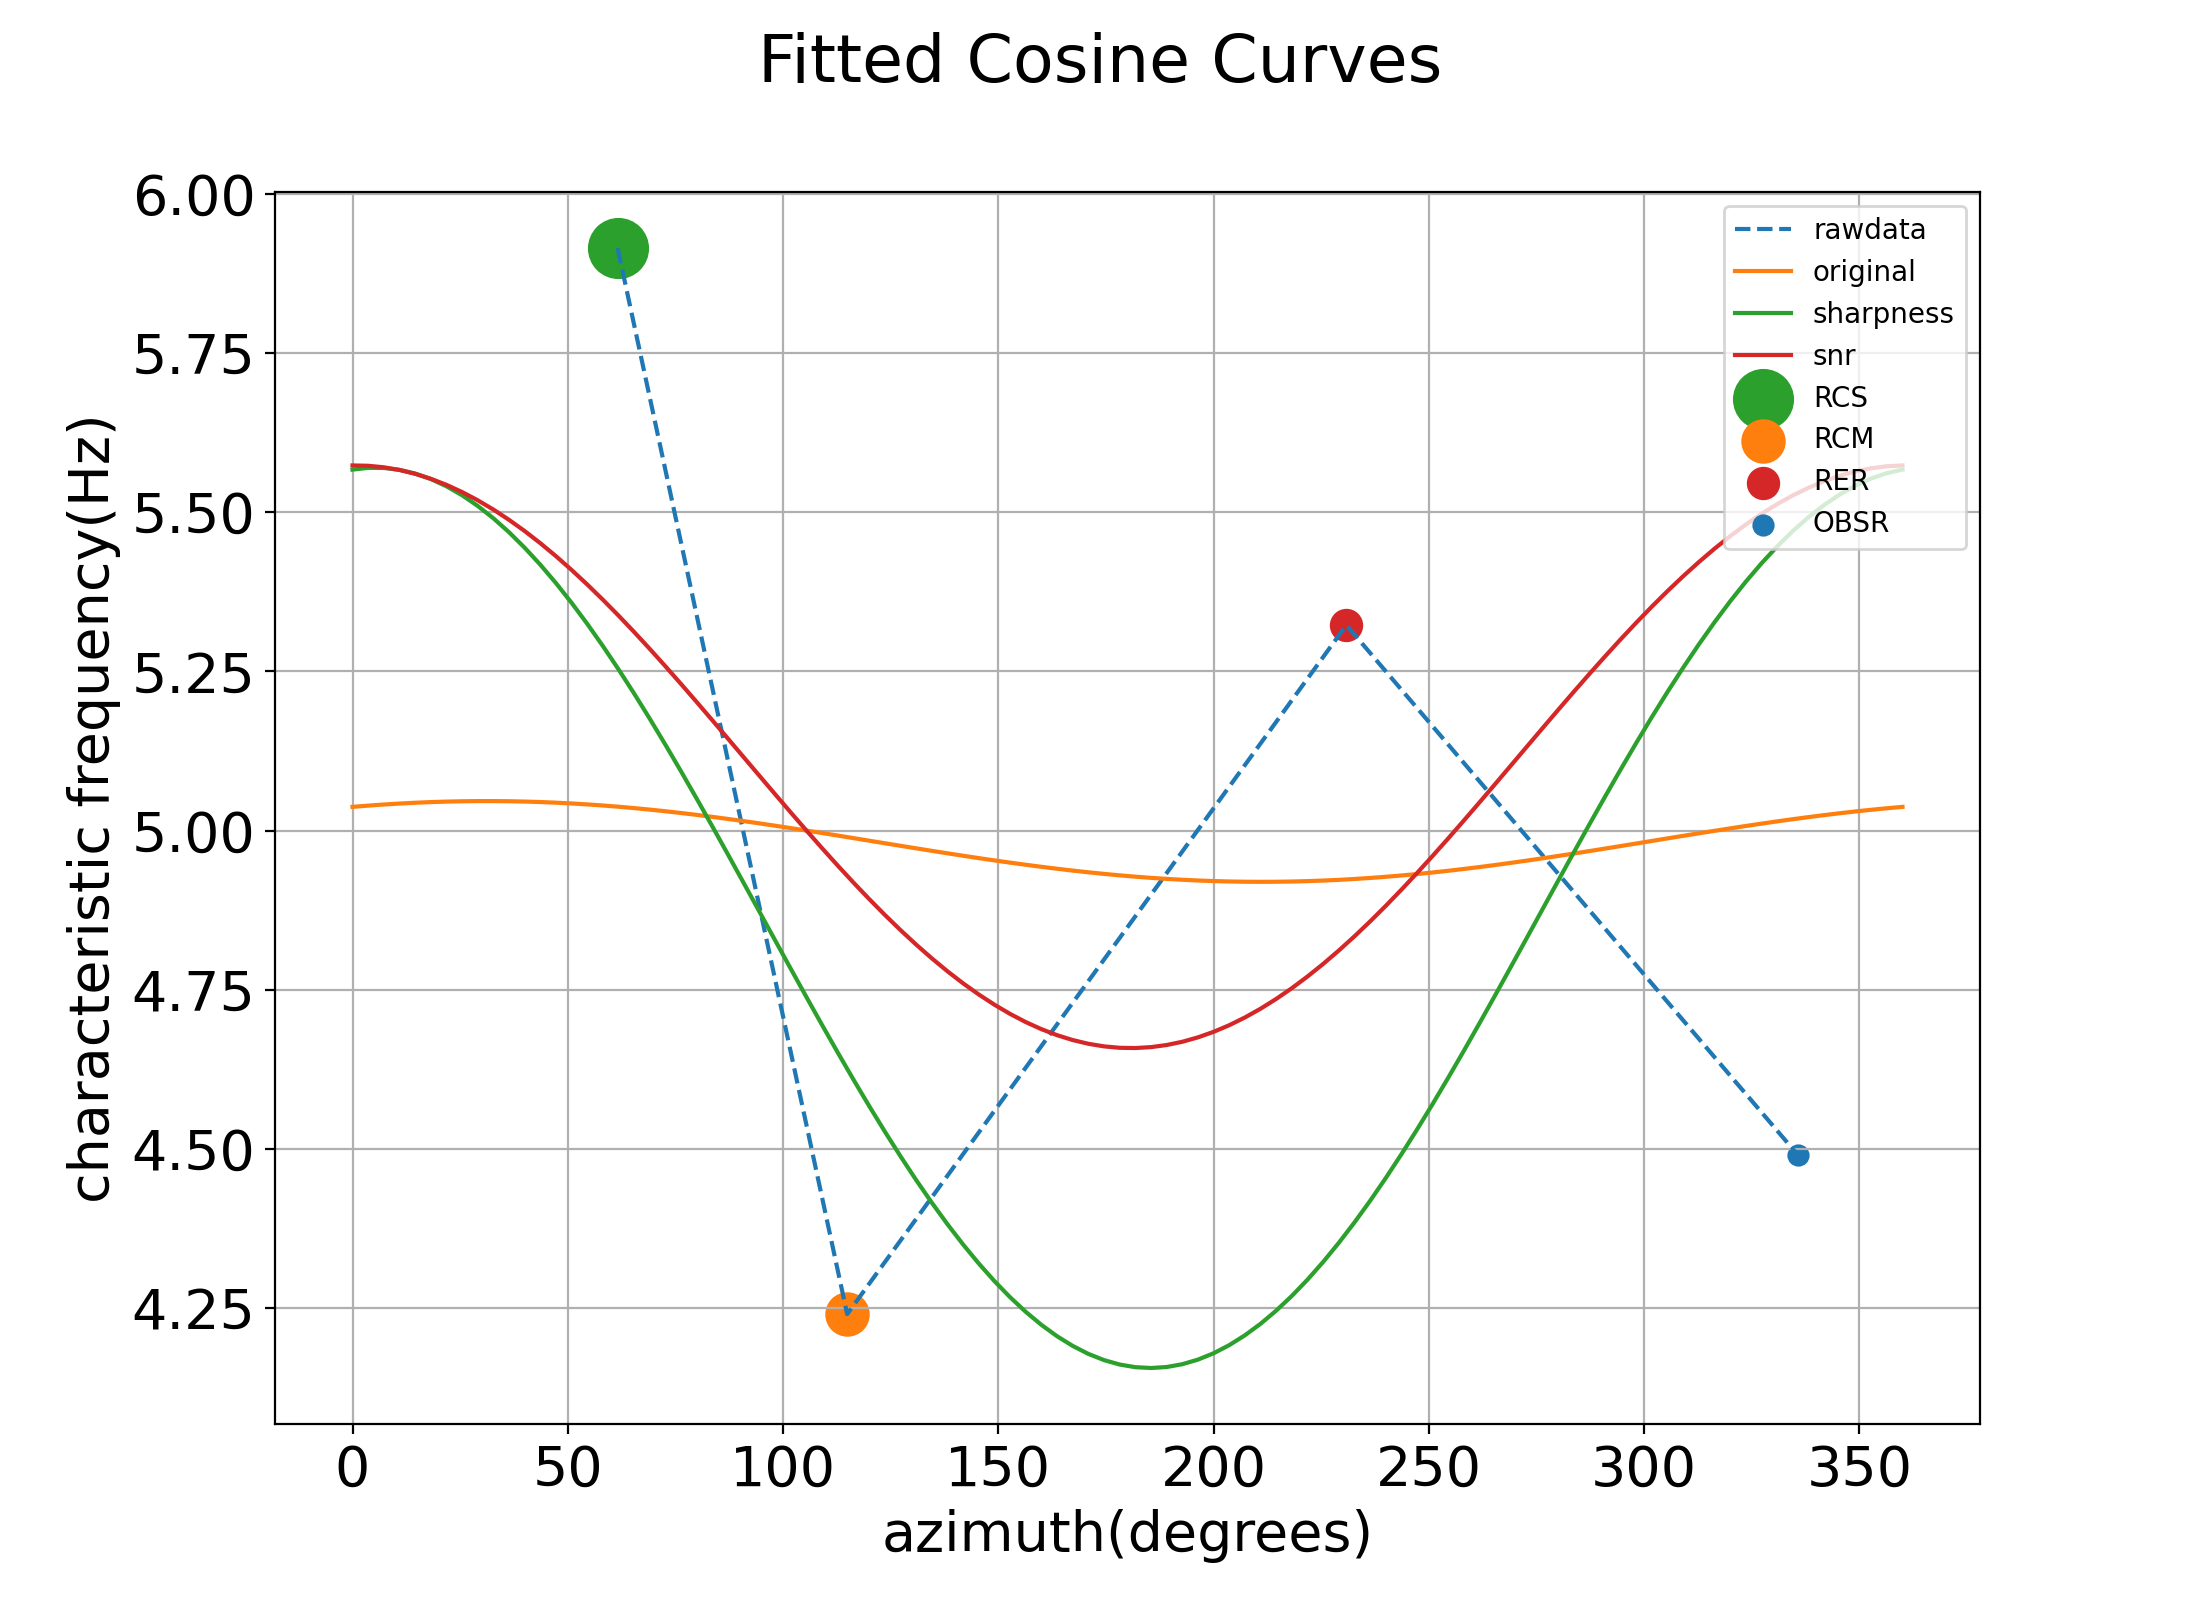 Fitted Cosine Curves
characteristic frequency(Hz)
6.00
5.75
5.50
5.25
5.00
4.75
4.50
4.25
rawdata
original
sharpness
snr
RCS
RCM
RER
OBSR
0 50 100 150 200 250 300 350
azimuth(degrees)